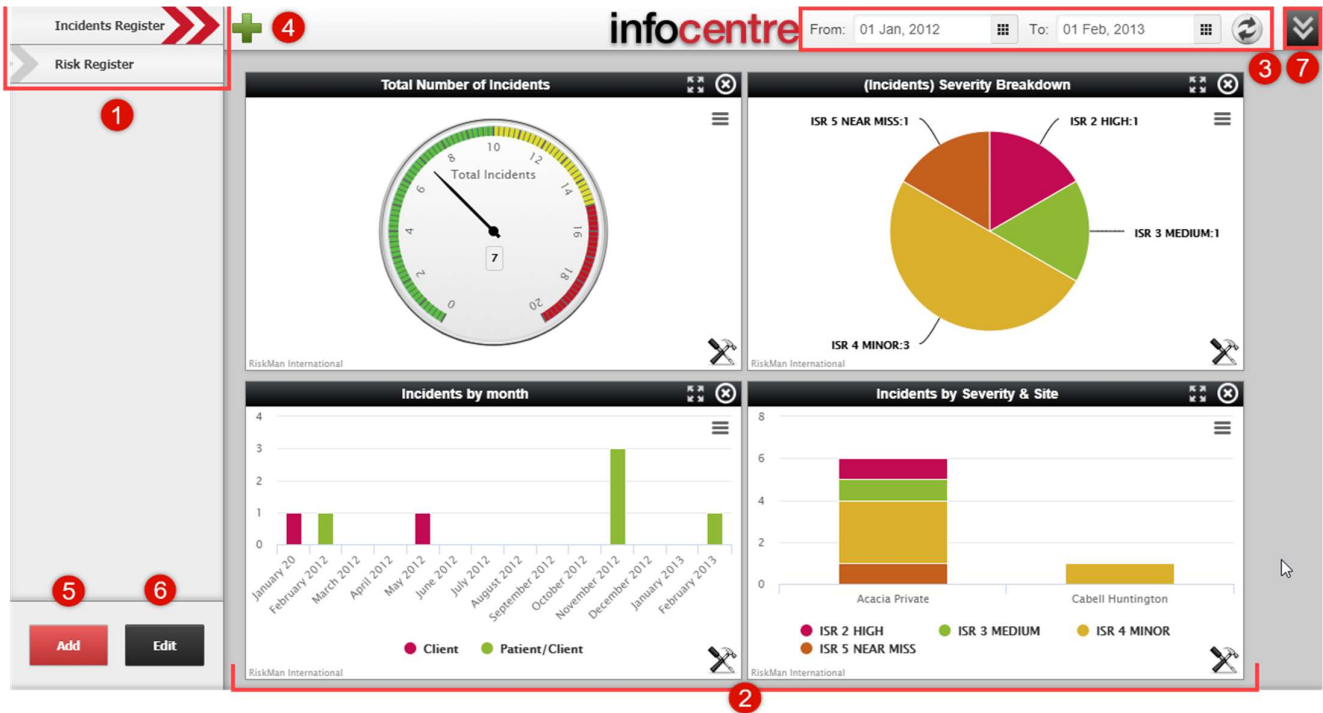 Incidents Register
4
infocentre
From: 01 Jan, 2012 To: 01 Feb, 2013
Risk Register
3
7
1
Total Number of Incidents
0 2 4 6 8 10 12 14 16 18 20
Total Incidents
7
RiskMan International
(Incidents) Severity Breakdown
ISR 5 NEAR MISS:1
ISR 2 HIGH:1
ISR 3 MEDIUM:1
ISR 4 MINOR:3
RiskMan International
Incidents by month
4
3
2
1
0
January 20
February 2012
March 2012
April 2012
May 2012
June 2012
July 2012
August 2012
September 2012
October 2012
November 2012
December 2012
January 2013
February 2013
Client Patient/Client
RiskMan International
Incidents by Severity & Site
8
6
4
2
0
Acacia Private Cabell Huntington
ISR 2 HIGH ISR 3 MEDIUM ISR 4 MINOR
ISR 5 NEAR MISS
RiskMan International
5
6
Add
Edit
2